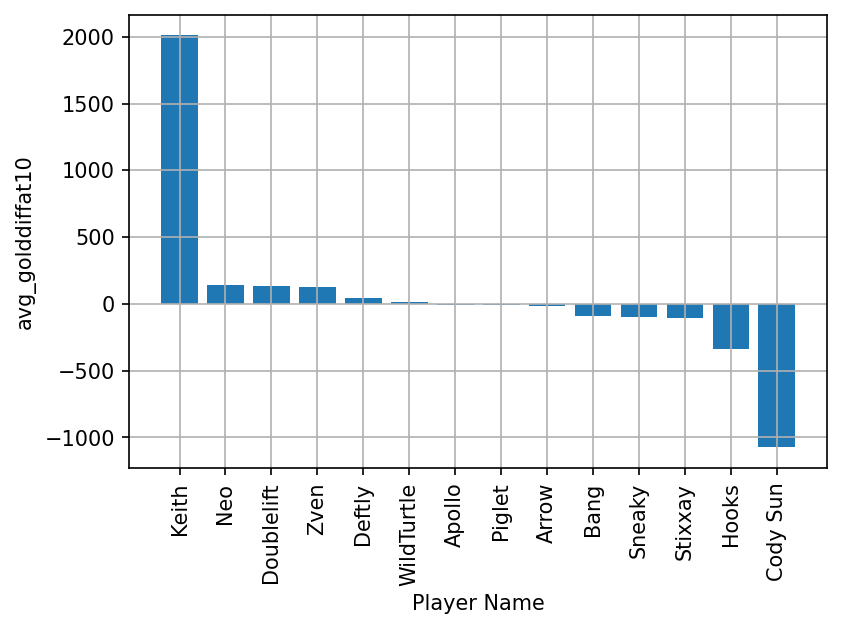 2000
1500
1000
500
0
−500
−1000
avg_golddiffat10
Keith
Neo
Doublelift
Zven
Deftly
WildTurtle
Apollo
Piglet
Arrow
Bang
Sneaky
Stixxay
Hooks
Cody Sun
Player Name